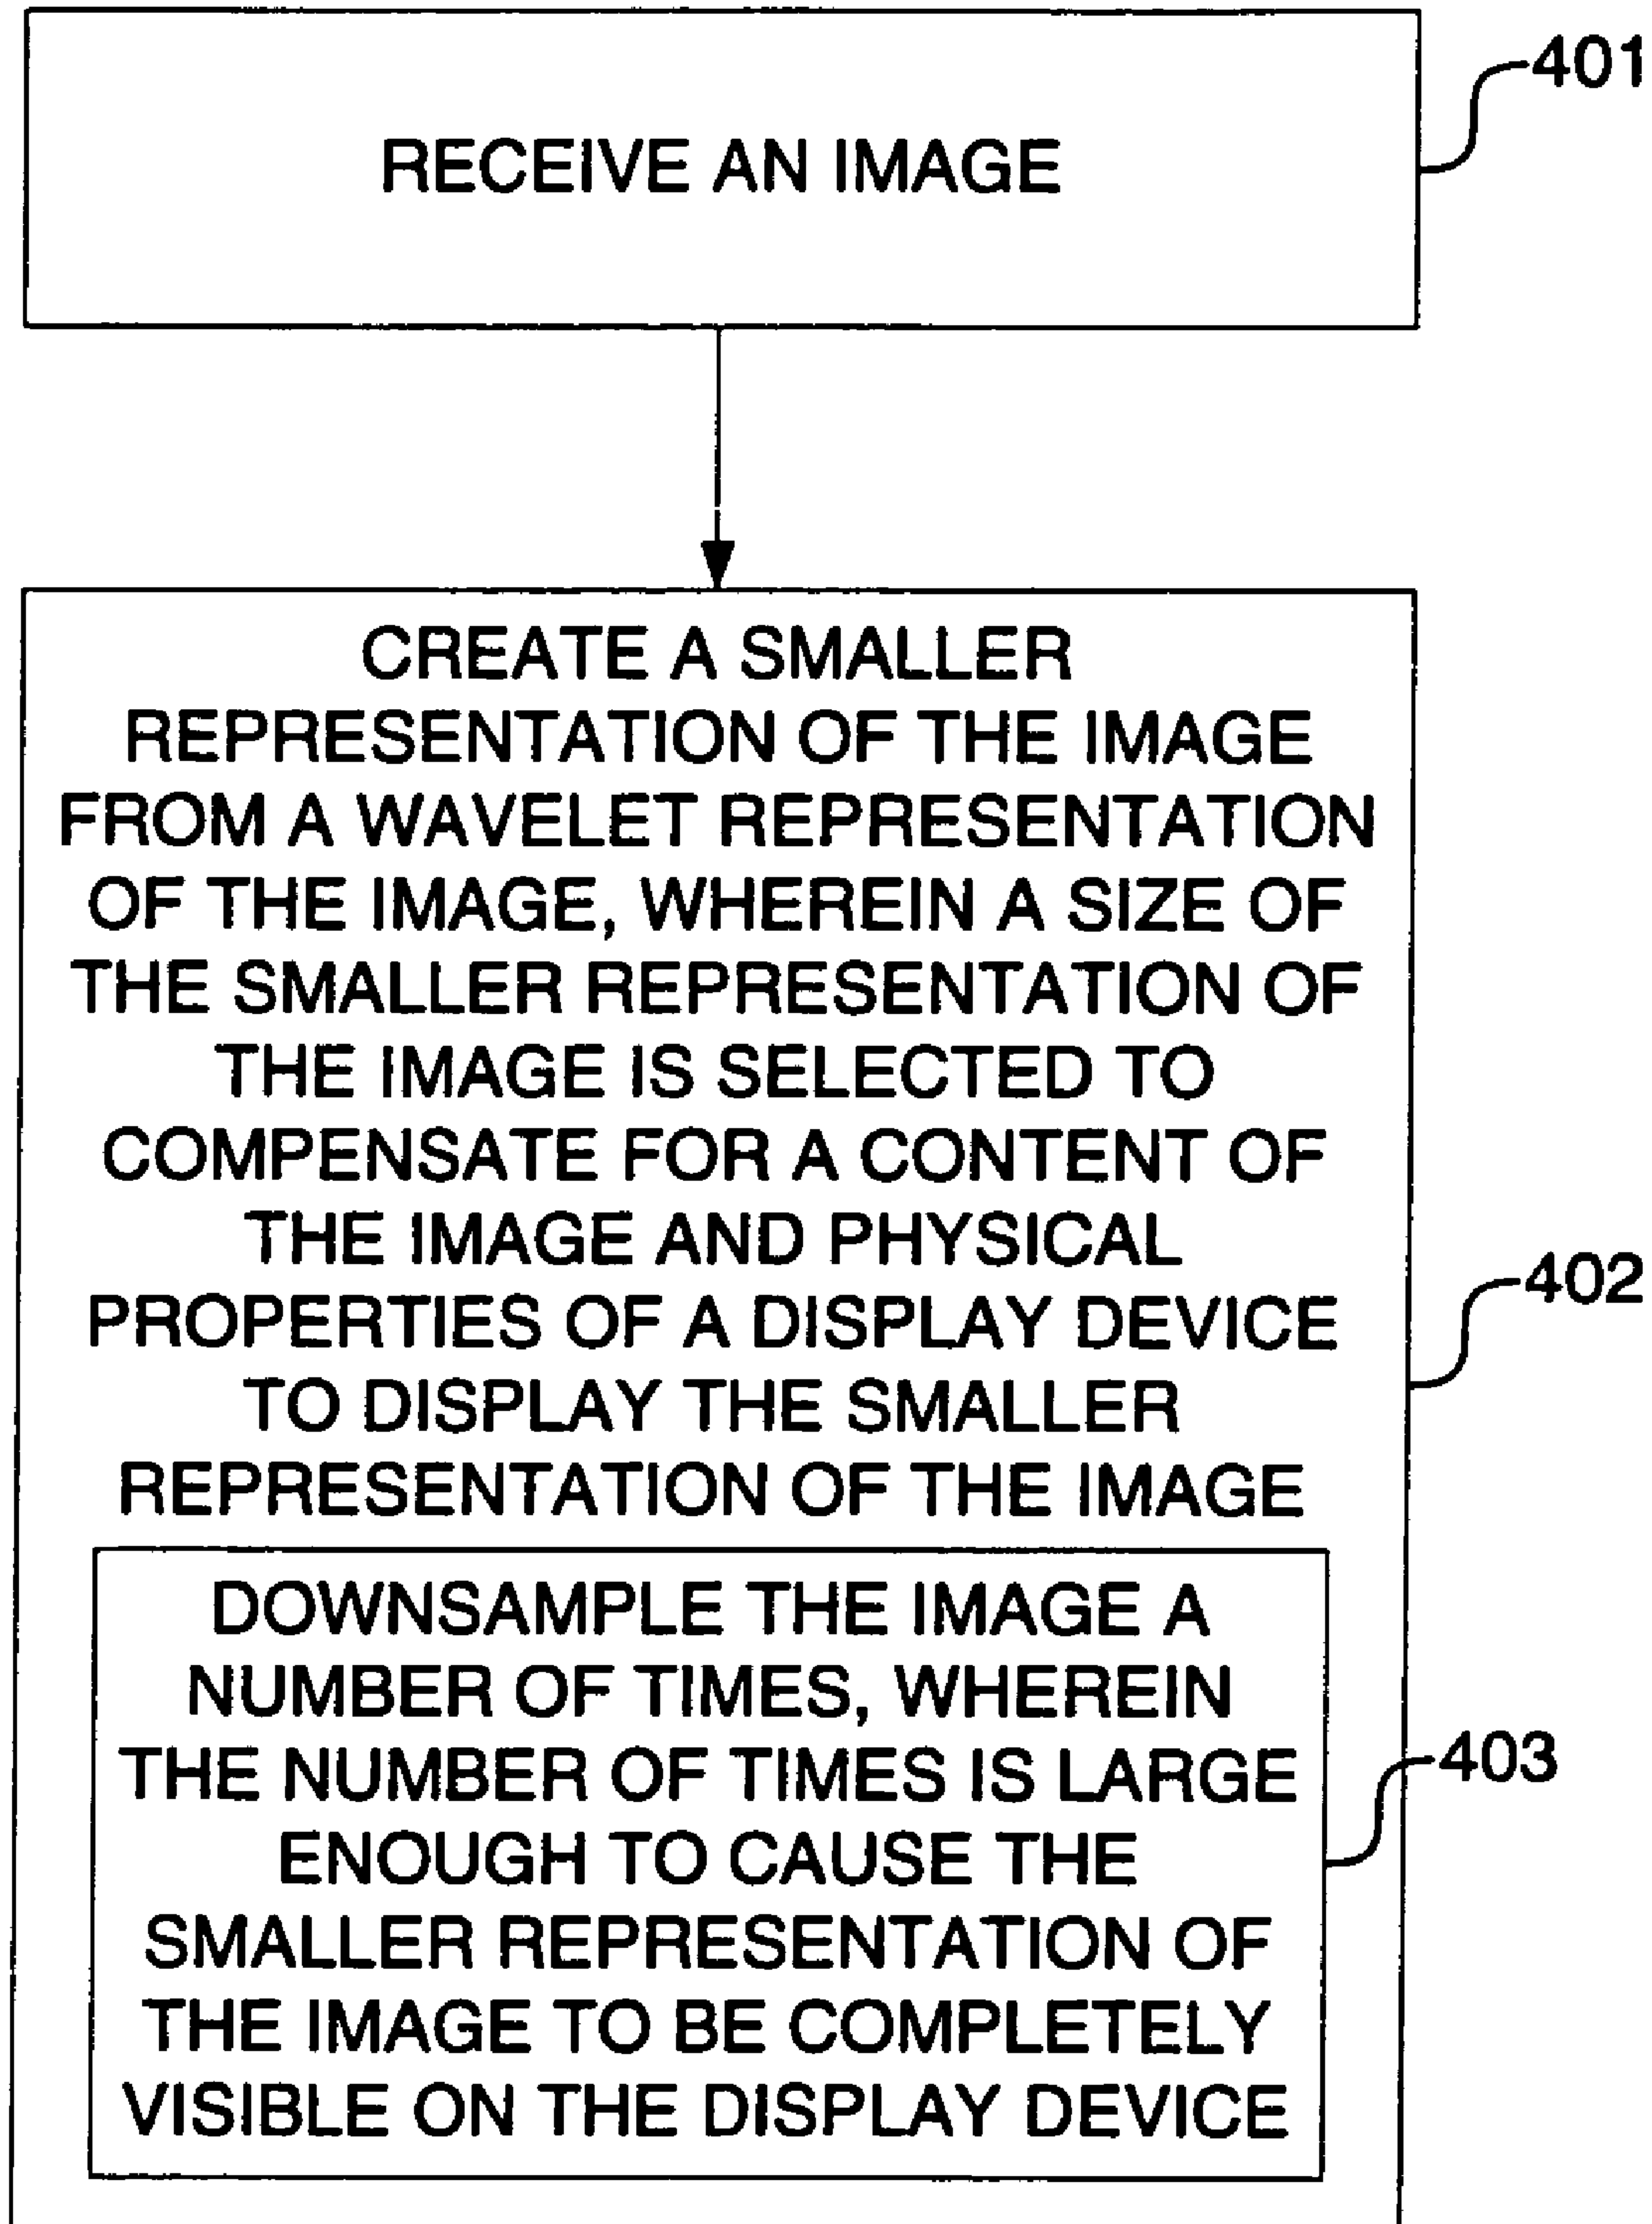 401
RECEIVE AN IMAGE
CREATE A SMALLER
REPRESENTATION OF THE IMAGE
FROM A WAVELET REPRESENTATION
OF THE IMAGE, WHEREIN A SIZE OF
THE SMALLER REPRESENTATION OF
THE IMAGE IS SELECTED TO
COMPENSATE FOR A CONTENT OF
THE IMAGE AND PHYSICAL
PROPERTIES OF A DISPLAY DEVICE
TO DISPLAY THE SMALLER
REPRESENTATION OF THE IMAGE
402
DOWNSAMPLE THE IMAGE A
NUMBER OF TIMES, WHEREIN
THE NUMBER OF TIMES IS LARGE
ENOUGH TO CAUSE THE
SMALLER REPRESENTATION OF
THE IMAGE TO BE COMPLETELY
VISIBLE ON THE DISPLAY DEVICE
403